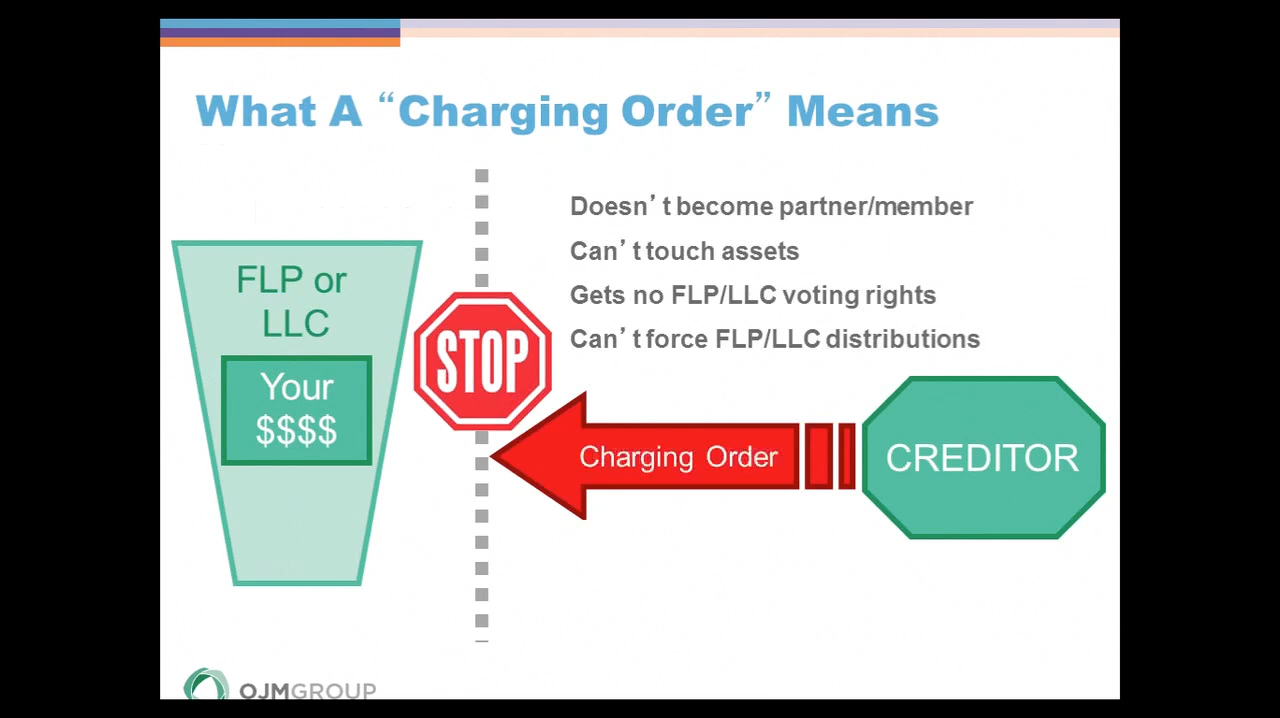 What A “Charging Order” Means
Doesn’t become partner/member
Can’t touch assets
Gets no FLP/LLC voting rights
Can’t force FLP/LLC distributions
FLP or
LLC
Your
$$$$
STOP
Charging Order
CREDITOR
OJMGROUP